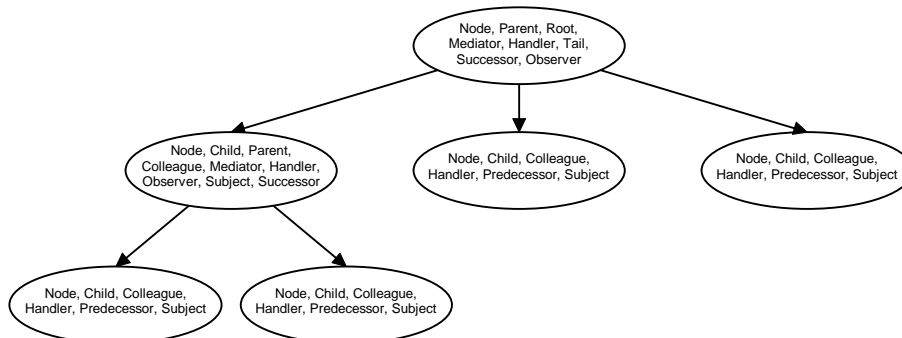 Node, Parent, Root,
Mediator, Handler, Tail,
Successor, Observer
Node, Child, Parent,
Colleague, Mediator, Handler,
Observer, Subject, Successor
Node, Child, Colleague,
Handler, Predecessor, Subject
Node, Child, Colleague,
Handler, Predecessor, Subject
Node, Child, Colleague,
Handler, Predecessor, Subject
Node, Child, Colleague,
Handler, Predecessor, Subject